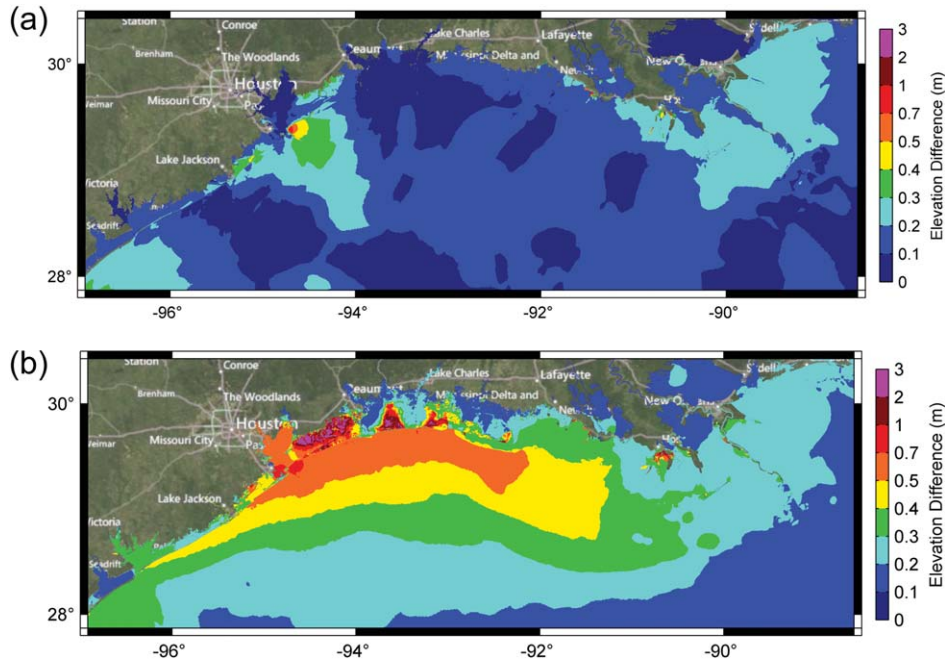 (a)
Station
Conroe
Brenham
The Woodlands
Lake Charles
Lafayette
30°
Houston
Weimar
Missouri City
Lake Jackson
Victoria
Seadrift
28°
-96°
-94°
-92°
-90°
3
2
1
0.7
0.5
0.4
0.3
0.2
0.1
0
Elevation Difference (m)
(b)
Station
Conroe
Brenham
The Woodlands
Lake Charles
Lafayette
30°
Houston
Weimar
Missouri City
Lake Jackson
Victoria
Seadrift
28°
-96°
-94°
-92°
-90°
3
2
1
0.7
0.5
0.4
0.3
0.2
0.1
0
Elevation Difference (m)